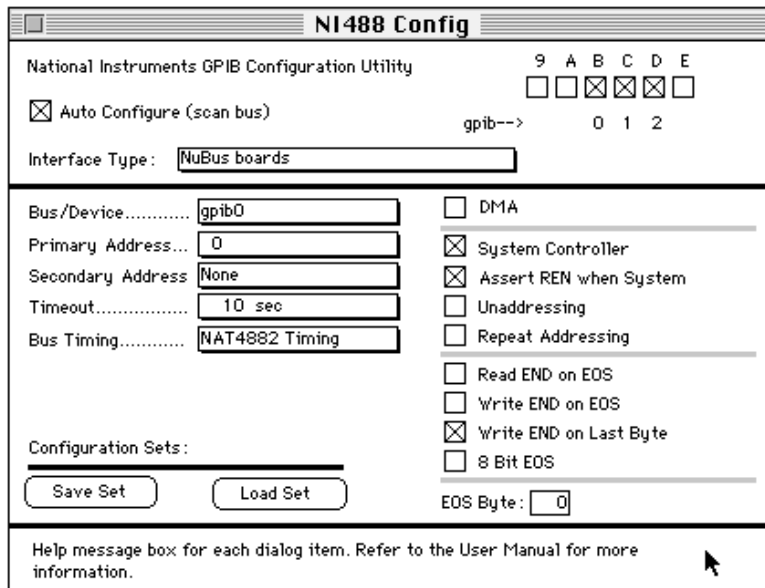 NI488 Config
National Instruments GPIB Configuration Utility
9 A B C D E
Auto Configure (scan bus)
gpib--> 0 1 2
Interface Type: NuBus boards
Bus/Device........... gpib0
Primary Address... 0
Secondary Address None
Timeout................. 10 sec
Bus Timing............ NAT4882 Timing
Configuration Sets:
Save Set Load Set
DMA
System Controller
Assert REN when System
Unaddressing
Repeat Addressing
Read END on EOS
Write END on EOS
Write END on Last Byte
8 Bit EOS
EOS Byte: 0
Help message box for each dialog item. Refer to the User Manual for more
information.